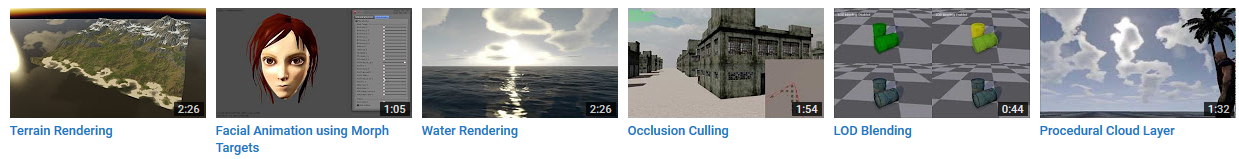 2:26
1:05
2:26
1:54
0:44
1:32
Terrain Rendering
Facial Animation using Morph
Targets
Water Rendering
Occlusion Culling
LOD Blending
Procedural Cloud Layer